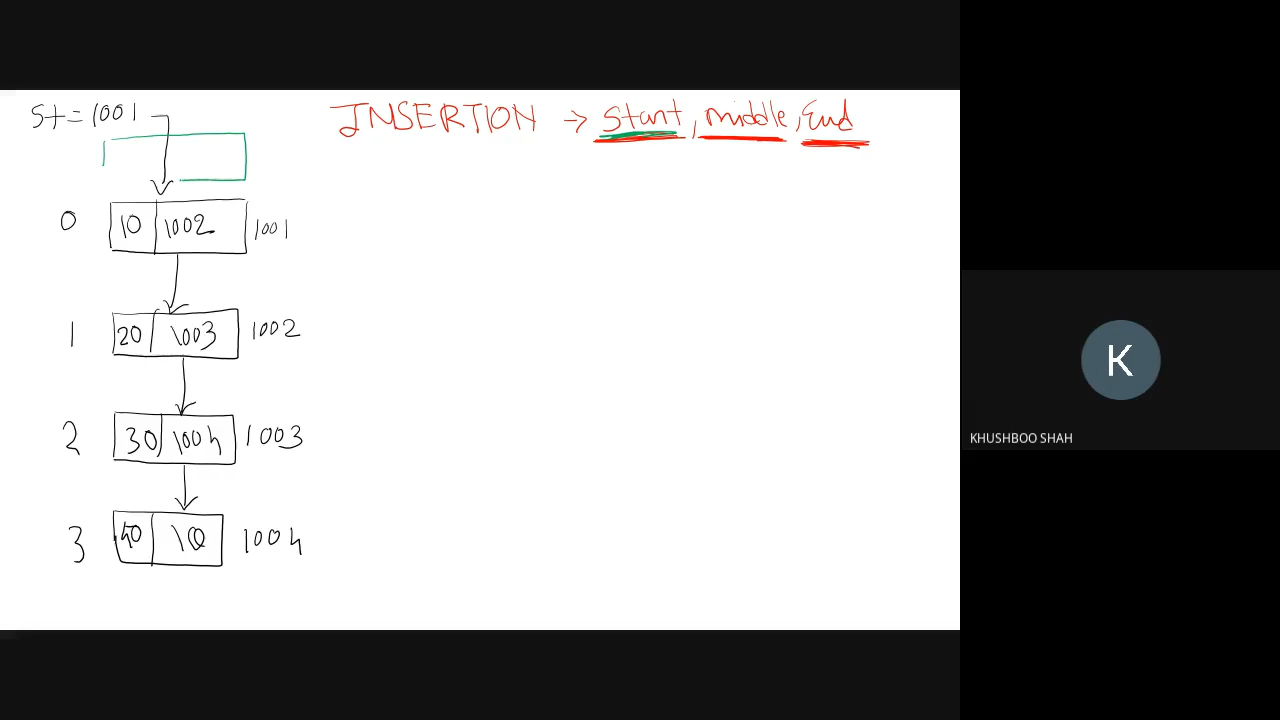 St = 1001
INSERTION → Start, middle, End
0 10 1002 1001
1 20 1003 1002
2 30 1004 1003
3 40 \0 1004
K
KHUSHBOO SHAH